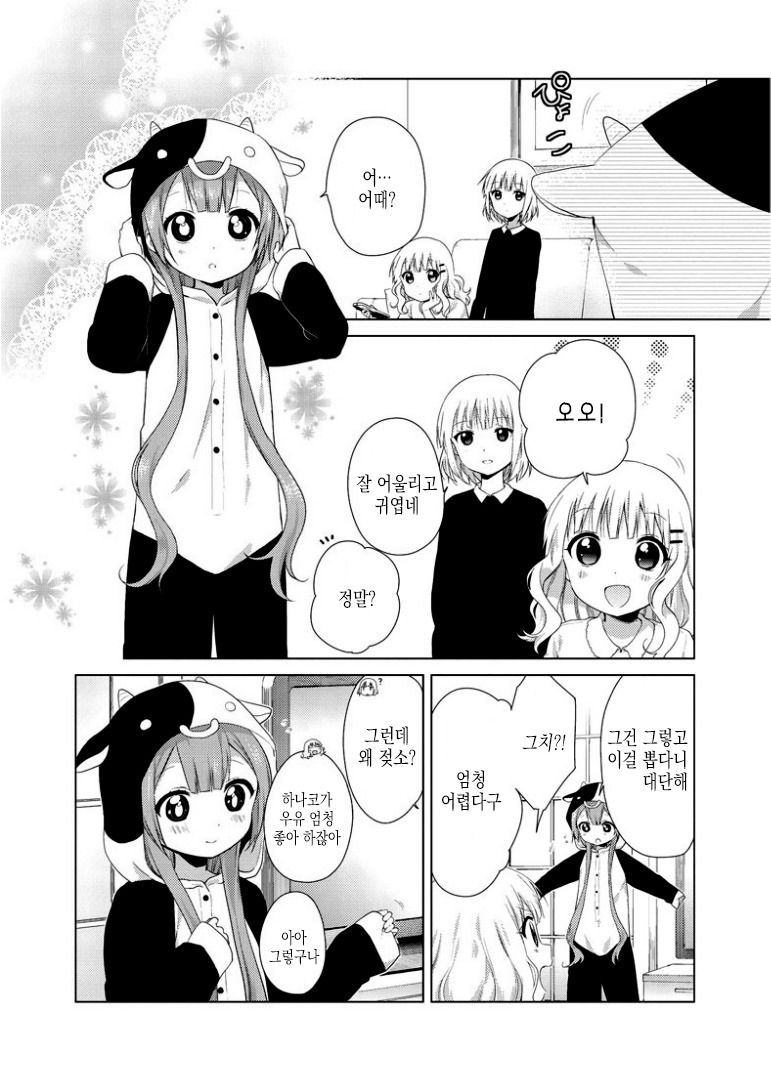 ぴょこ
어…
어때?
오오!
잘 어울리고
귀엽네
정말?
그건 그렇고
이걸 뽑다니
대단해
그치?!
엄청
어렵다구
?
그런데
왜 젖소?
하나코가
우유 엄청
좋아 하잖아
아아
그렇구나